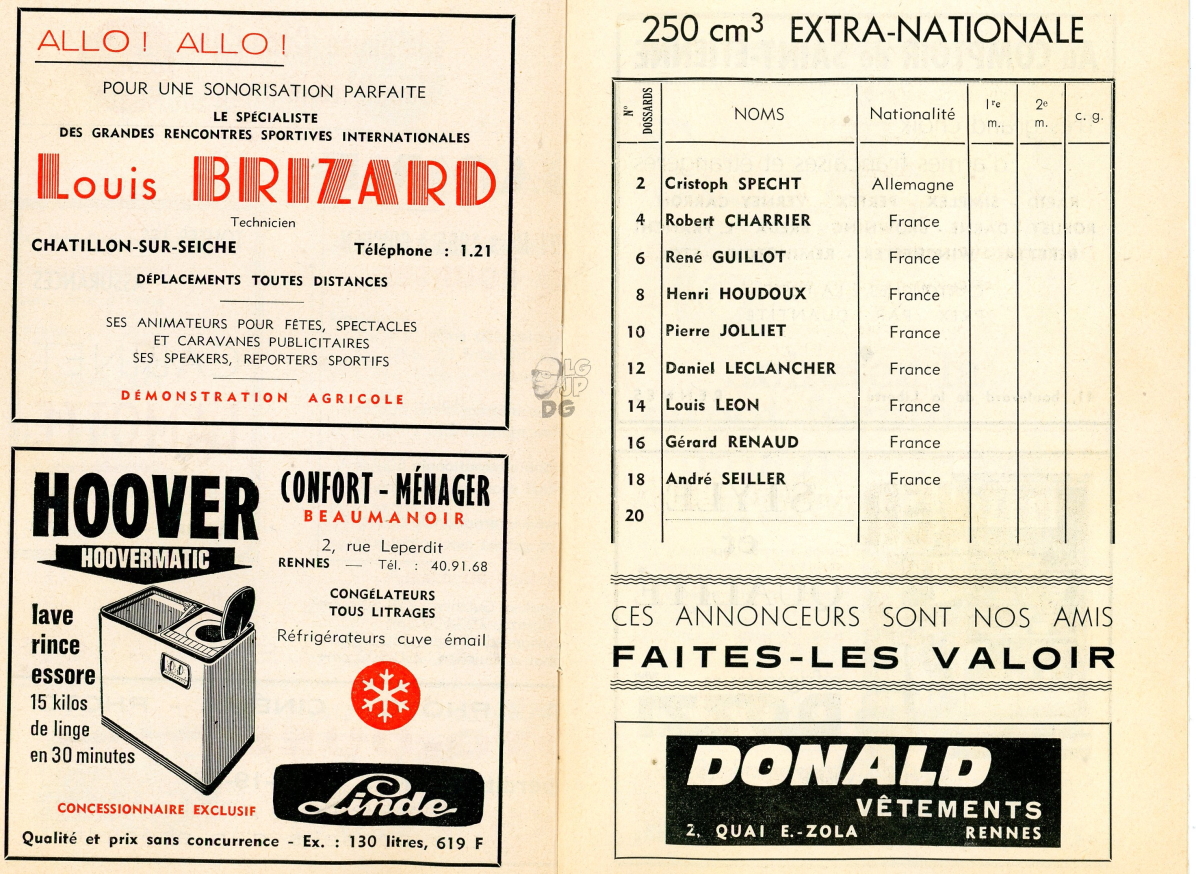 ALLO ! ALLO !
POUR UNE SONORISATION PARFAITE
LE SPÉCIALISTE
DES GRANDES RENCONTRES SPORTIVES INTERNATIONALES
Louis BRIZARD
Technicien
CHATILLON-SUR-SEICHE Téléphone : 1.21
DÉPLACEMENTS TOUTES DISTANCES
SES ANIMATEURS POUR FÊTES, SPECTACLES
ET CARAVANES PUBLICITAIRES
SES SPEAKERS, REPORTERS SPORTIFS
DÉMONSTRATION AGRICOLE
HOOVER
HOOVERMATIC
lave
rince
essore
15 kilos
de linge
en 30 minutes
CONFORT - MÉNAGER
BEAUMANOIR
2, rue Leperdit
RENNES — Tél. : 40.91.68
CONGÉLATEURS
TOUS LITRAGES
Réfrigérateurs cuve émail
CONCESSIONNAIRE EXCLUSIF
Linde
Qualité et prix sans concurrence - Ex. : 130 litres, 619 F
LG
JP
DG
250 cm³ EXTRA-NATIONALE
N° DOSSARDS NOMS Nationalité 1re m. 2e m. c. g.
2 Cristoph SPECHT Allemagne
4 Robert CHARRIER France
6 René GUILLOT France
8 Henri HOUDOUX France
10 Pierre JOLLIET France
12 Daniel LECLANCHER France
14 Louis LEON France
16 Gérard RENAUD France
18 André SEILLER France
20
CES ANNONCEURS SONT NOS AMIS
FAITES-LES VALOIR
DONALD
VÊTEMENTS
2, QUAI E.-ZOLA RENNES